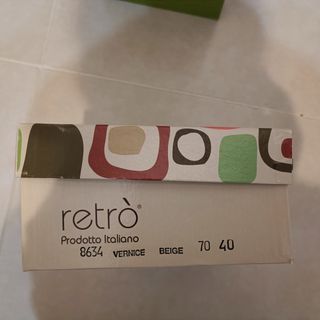 retrò®
Prodotto Italiano
8634 VERNICE BEIGE 70 40